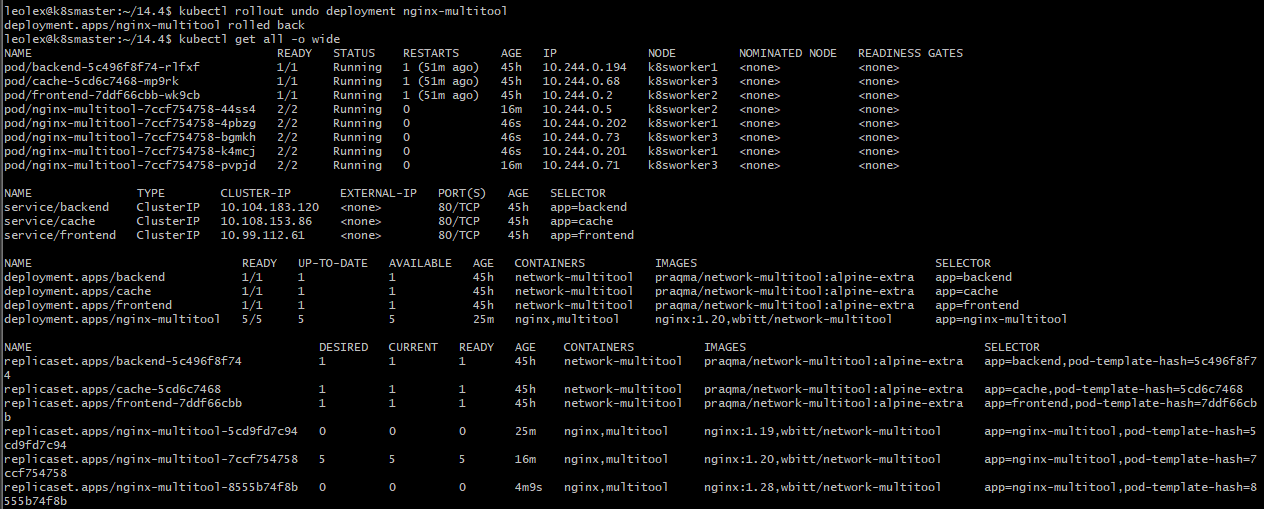 leolex@k8smaster:~/14.4$ kubectl rollout undo deployment nginx-multitool
deployment.apps/nginx-multitool rolled back
leolex@k8smaster:~/14.4$ kubectl get all -o wide
NAME READY STATUS RESTARTS AGE IP NODE NOMINATED NODE READINESS GATES
pod/backend-5c496f8f74-rlfxf 1/1 Running 1 (51m ago) 45h 10.244.0.194 k8sworker1 <none> <none>
pod/cache-5cd6c7468-mp9rk 1/1 Running 1 (51m ago) 45h 10.244.0.68 k8sworker3 <none> <none>
pod/frontend-7ddf66cbb-wk9cb 1/1 Running 1 (51m ago) 45h 10.244.0.2 k8sworker2 <none> <none>
pod/nginx-multitool-7ccf754758-44ss4 2/2 Running 0 16m 10.244.0.5 k8sworker2 <none> <none>
pod/nginx-multitool-7ccf754758-4pbzg 2/2 Running 0 46s 10.244.0.202 k8sworker1 <none> <none>
pod/nginx-multitool-7ccf754758-bgmkh 2/2 Running 0 46s 10.244.0.73 k8sworker3 <none> <none>
pod/nginx-multitool-7ccf754758-k4mcj 2/2 Running 0 46s 10.244.0.201 k8sworker1 <none> <none>
pod/nginx-multitool-7ccf754758-pvpjd 2/2 Running 0 16m 10.244.0.71 k8sworker3 <none> <none>
NAME TYPE CLUSTER-IP EXTERNAL-IP PORT(S) AGE SELECTOR
service/backend ClusterIP 10.104.183.120 <none> 80/TCP 45h app=backend
service/cache ClusterIP 10.108.153.86 <none> 80/TCP 45h app=cache
service/frontend ClusterIP 10.99.112.61 <none> 80/TCP 45h app=frontend
NAME READY UP-TO-DATE AVAILABLE AGE CONTAINERS IMAGES SELECTOR
deployment.apps/backend 1/1 1 1 45h network-multitool praqma/network-multitool:alpine-extra app=backend
deployment.apps/cache 1/1 1 1 45h network-multitool praqma/network-multitool:alpine-extra app=cache
deployment.apps/frontend 1/1 1 1 45h network-multitool praqma/network-multitool:alpine-extra app=frontend
deployment.apps/nginx-multitool 5/5 5 5 25m nginx,multitool nginx:1.20,wbitt/network-multitool app=nginx-multitool
NAME DESIRED CURRENT READY AGE CONTAINERS IMAGES SELECTOR
replicaset.apps/backend-5c496f8f74 1 1 1 45h network-multitool praqma/network-multitool:alpine-extra app=backend,pod-template-hash=5c496f8f7
4
replicaset.apps/cache-5cd6c7468 1 1 1 45h network-multitool praqma/network-multitool:alpine-extra app=cache,pod-template-hash=5cd6c7468
replicaset.apps/frontend-7ddf66cbb 1 1 1 45h network-multitool praqma/network-multitool:alpine-extra app=frontend,pod-template-hash=7ddf66cb
b
replicaset.apps/nginx-multitool-5cd9fd7c94 0 0 0 25m nginx,multitool nginx:1.19,wbitt/network-multitool app=nginx-multitool,pod-template-hash=5
cd9fd7c94
replicaset.apps/nginx-multitool-7ccf754758 5 5 5 16m nginx,multitool nginx:1.20,wbitt/network-multitool app=nginx-multitool,pod-template-hash=7
ccf754758
replicaset.apps/nginx-multitool-8555b74f8b 0 0 0 4m9s nginx,multitool nginx:1.28,wbitt/network-multitool app=nginx-multitool,pod-template-hash=8
555b74f8b